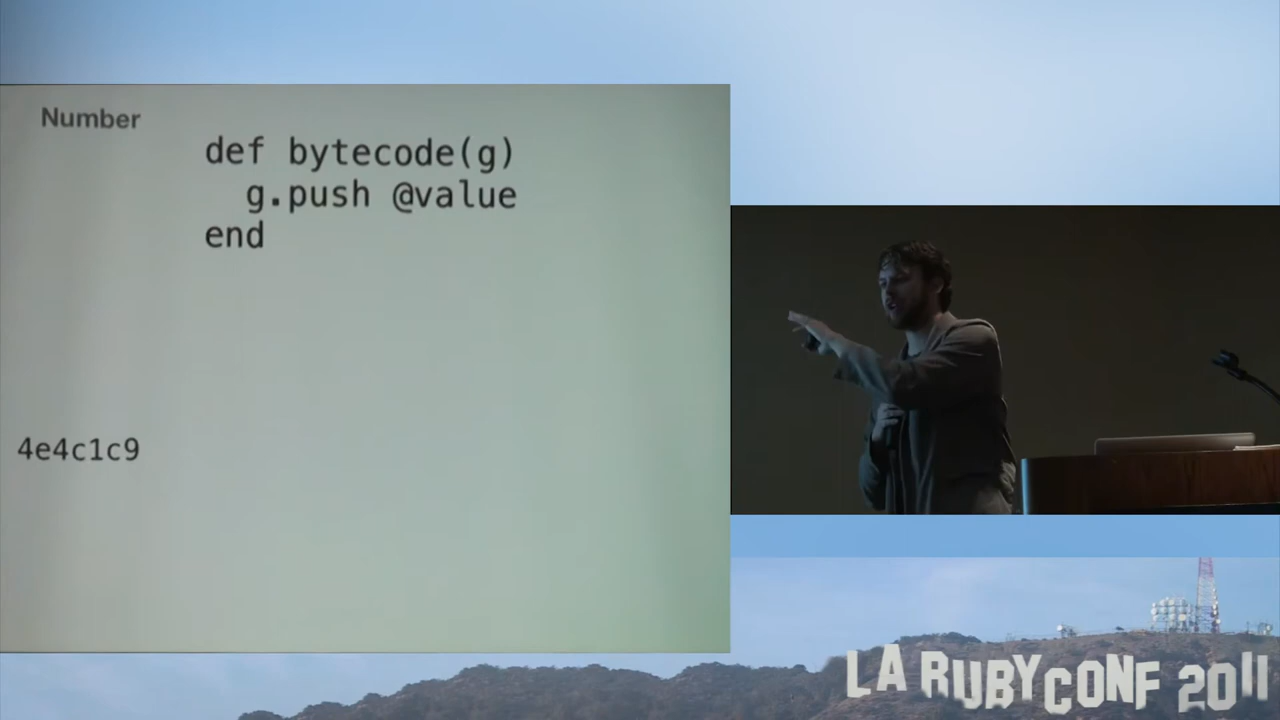 Number
def bytecode(g)
  g.push @value
end
4e4c1c9
LA RUBYCONF 2011